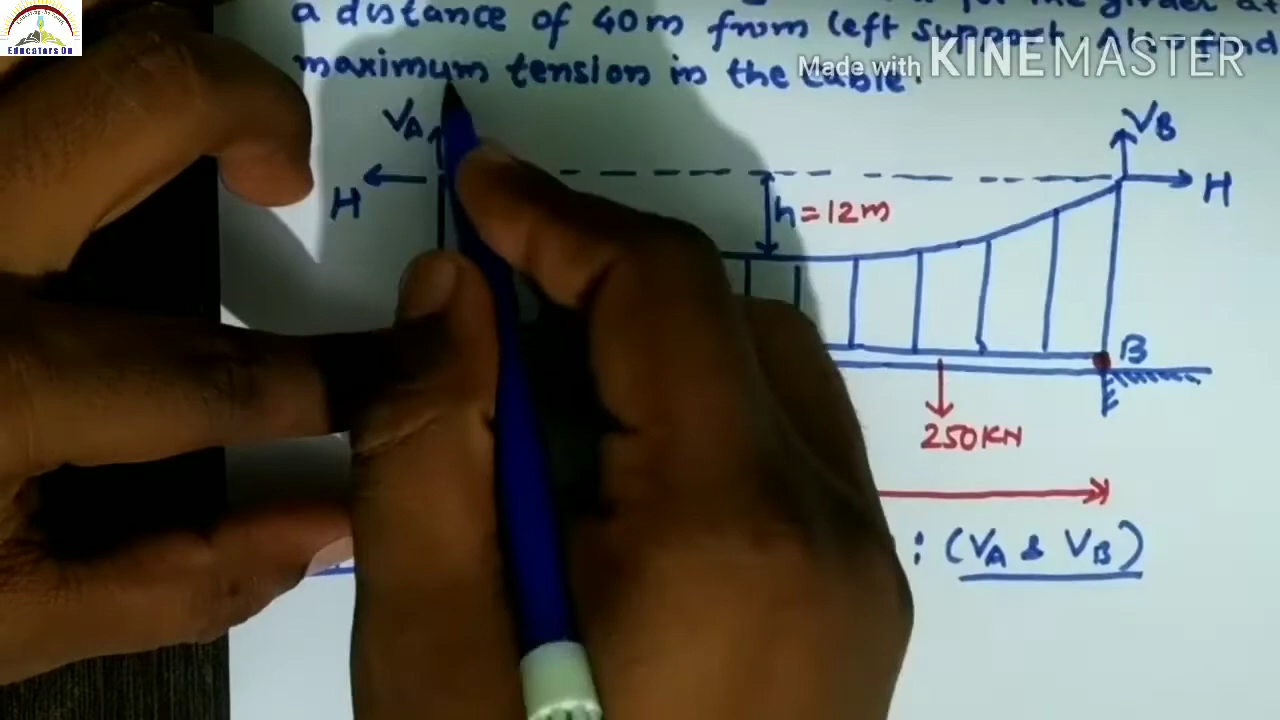 a distance of 40m from left support. Also find
maximum tension in the cable.
Made with KINEMASTER
Educators On
VA
VB
H
H
h=12m
B
250KN
: (VA & VB)